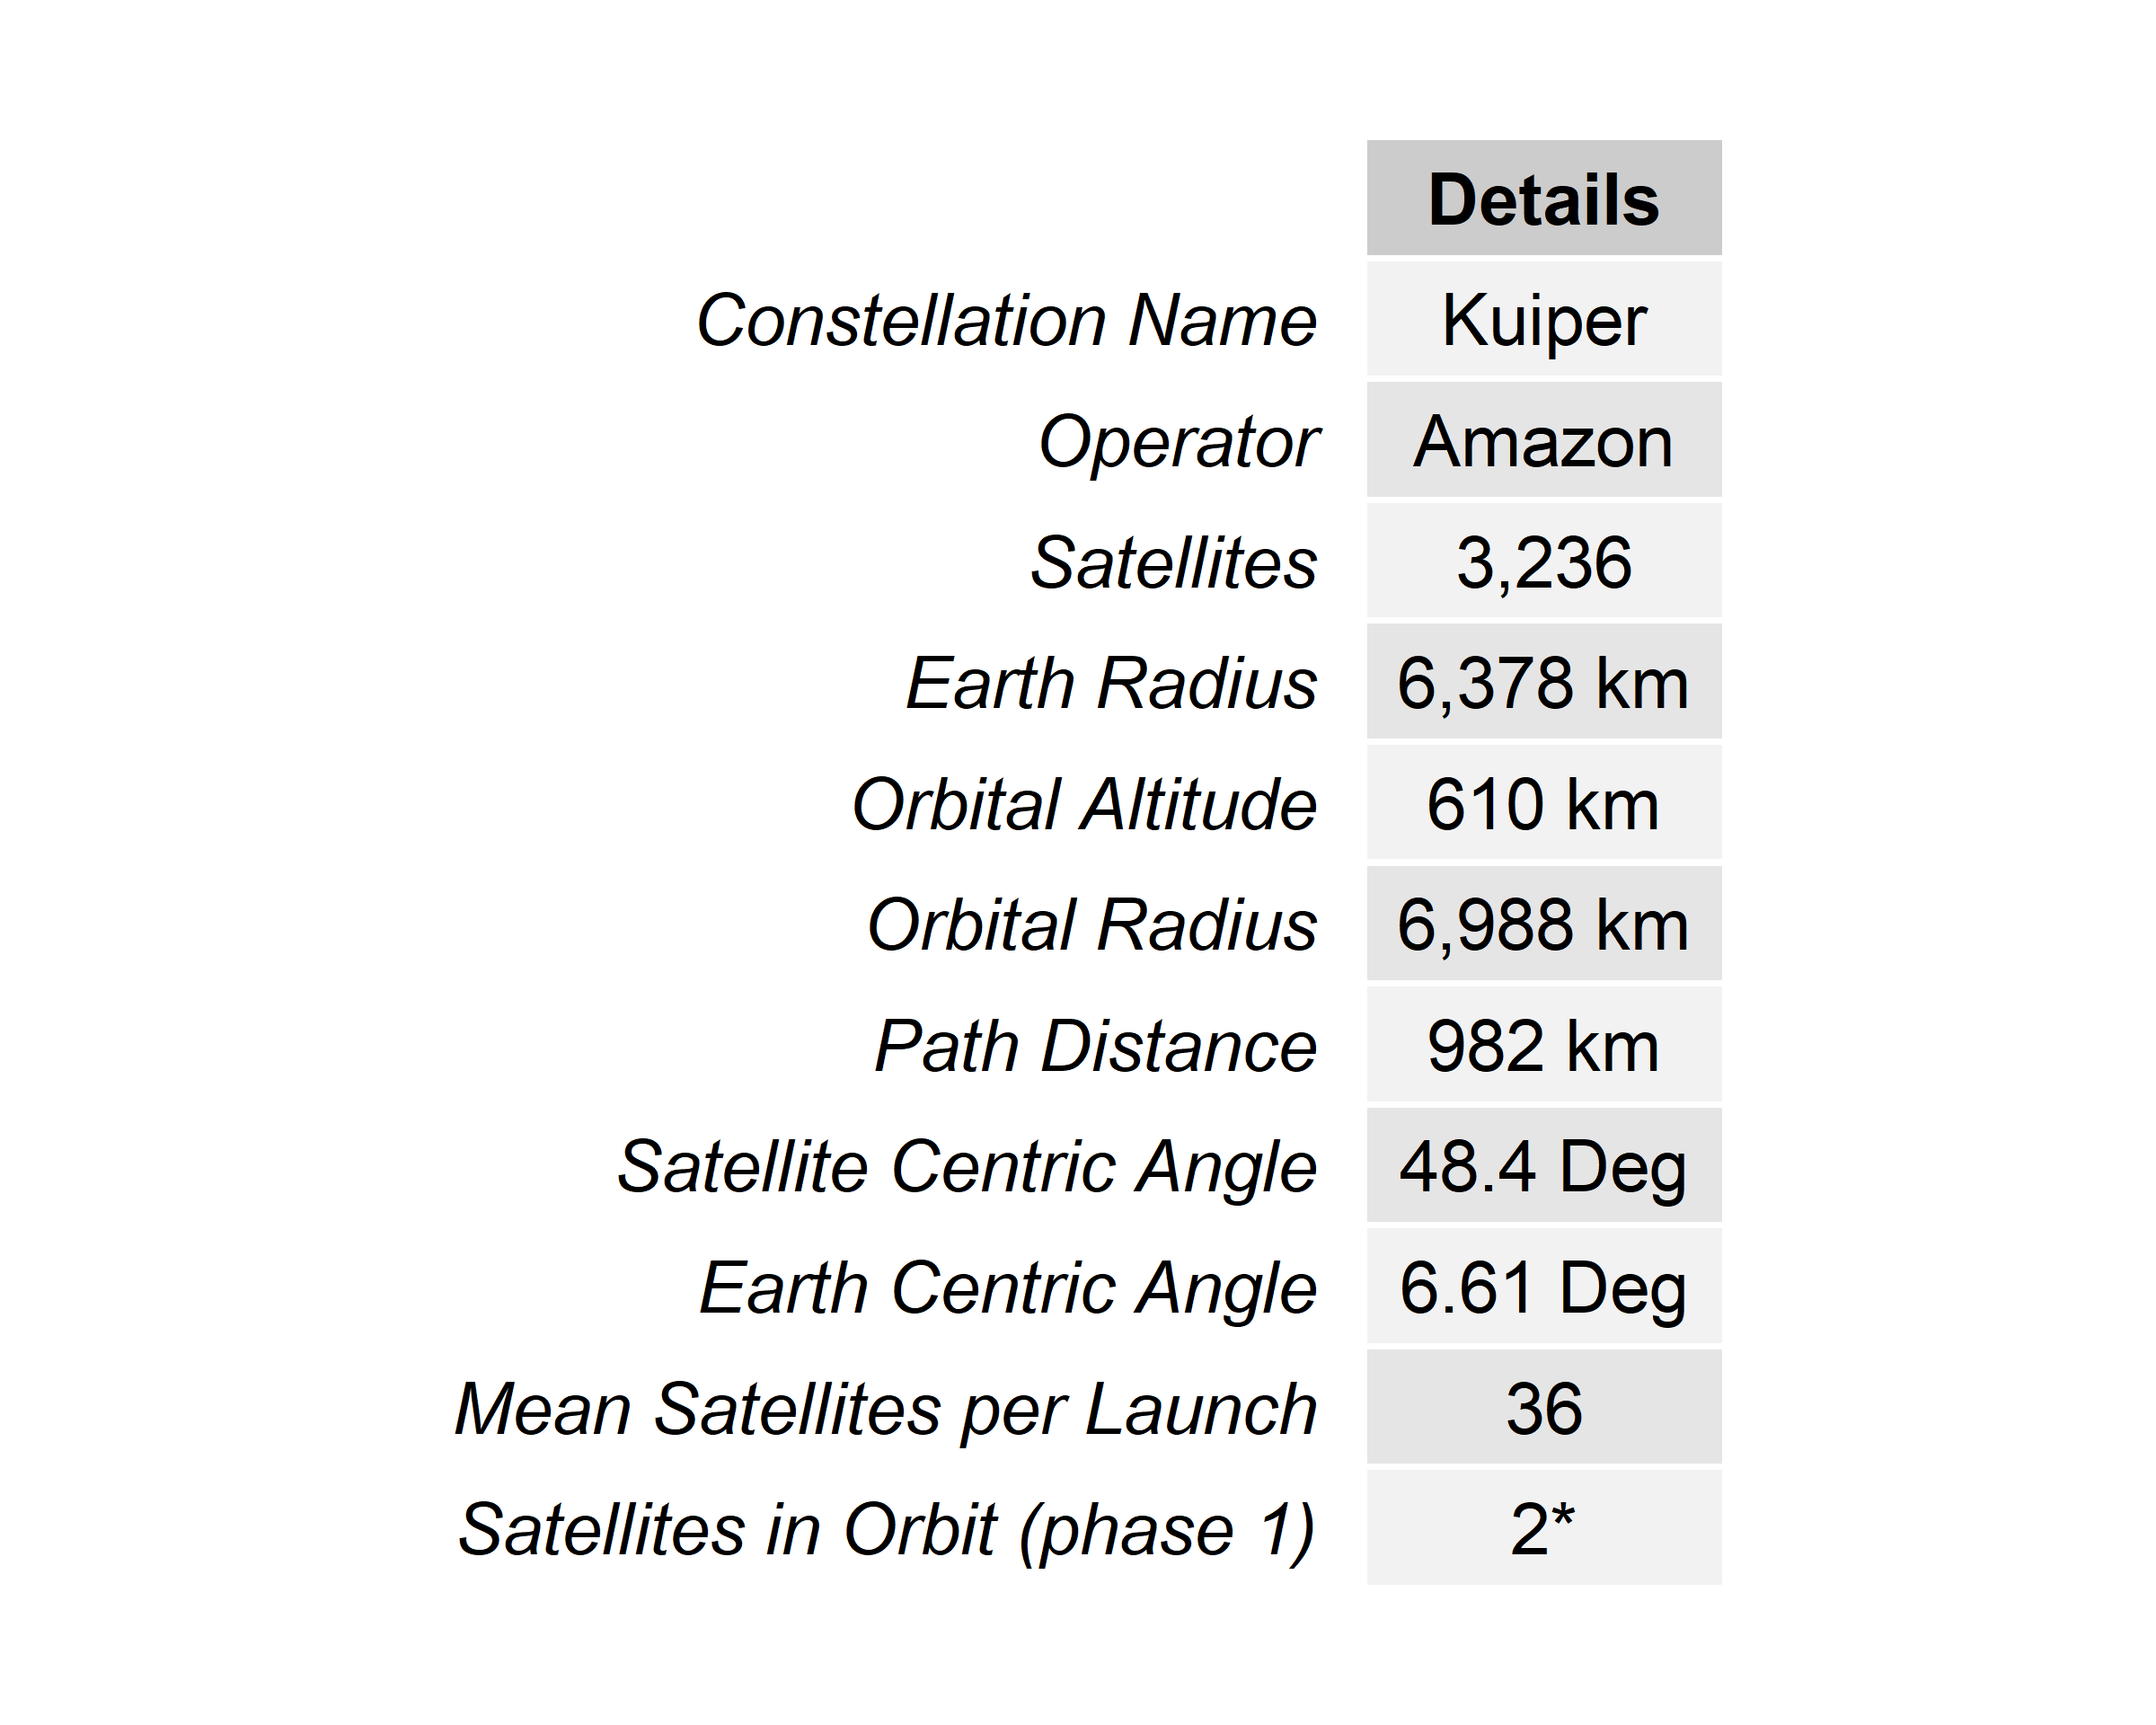 Details
Constellation Name Kuiper
Operator Amazon
Satellites 3,236
Earth Radius 6,378 km
Orbital Altitude 610 km
Orbital Radius 6,988 km
Path Distance 982 km
Satellite Centric Angle 48.4 Deg
Earth Centric Angle 6.61 Deg
Mean Satellites per Launch 36
Satellites in Orbit (phase 1) 2*